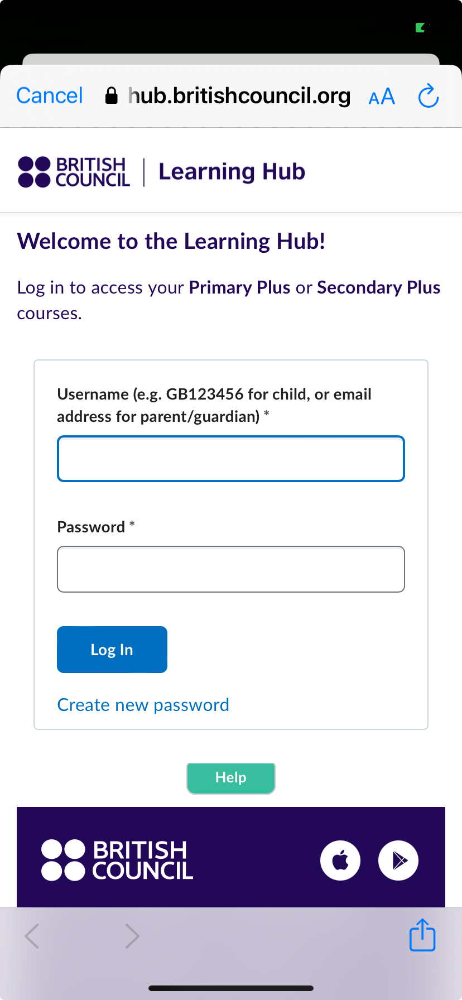 Cancel hub.britishcouncil.org AA
BRITISH
COUNCIL
Learning Hub
Welcome to the Learning Hub!
Log in to access your Primary Plus or Secondary Plus
courses.
Username (e.g. GB123456 for child, or email
address for parent/guardian) *
Password *
Log In
Create new password
Help
BRITISH
COUNCIL